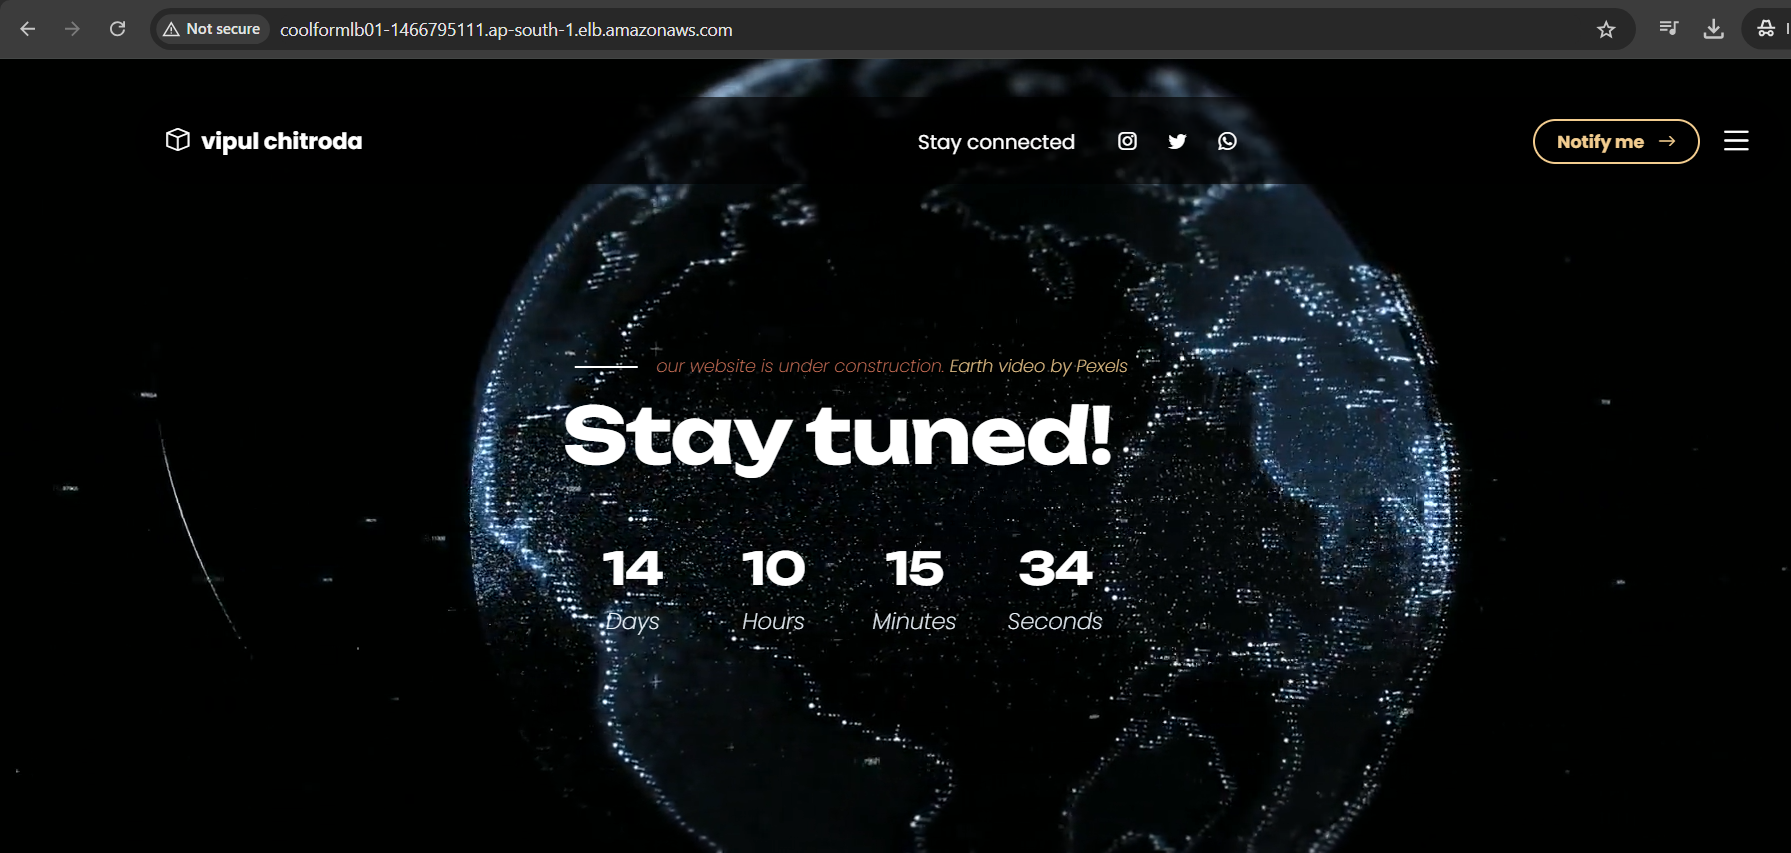 Not secure
coolformlb01-1466795111.ap-south-1.elb.amazonaws.com
vipul chitroda
Stay connected
Notify me
our website is under construction. Earth video by Pexels
Stay tuned!
14 10 15 34
Days Hours Minutes Seconds